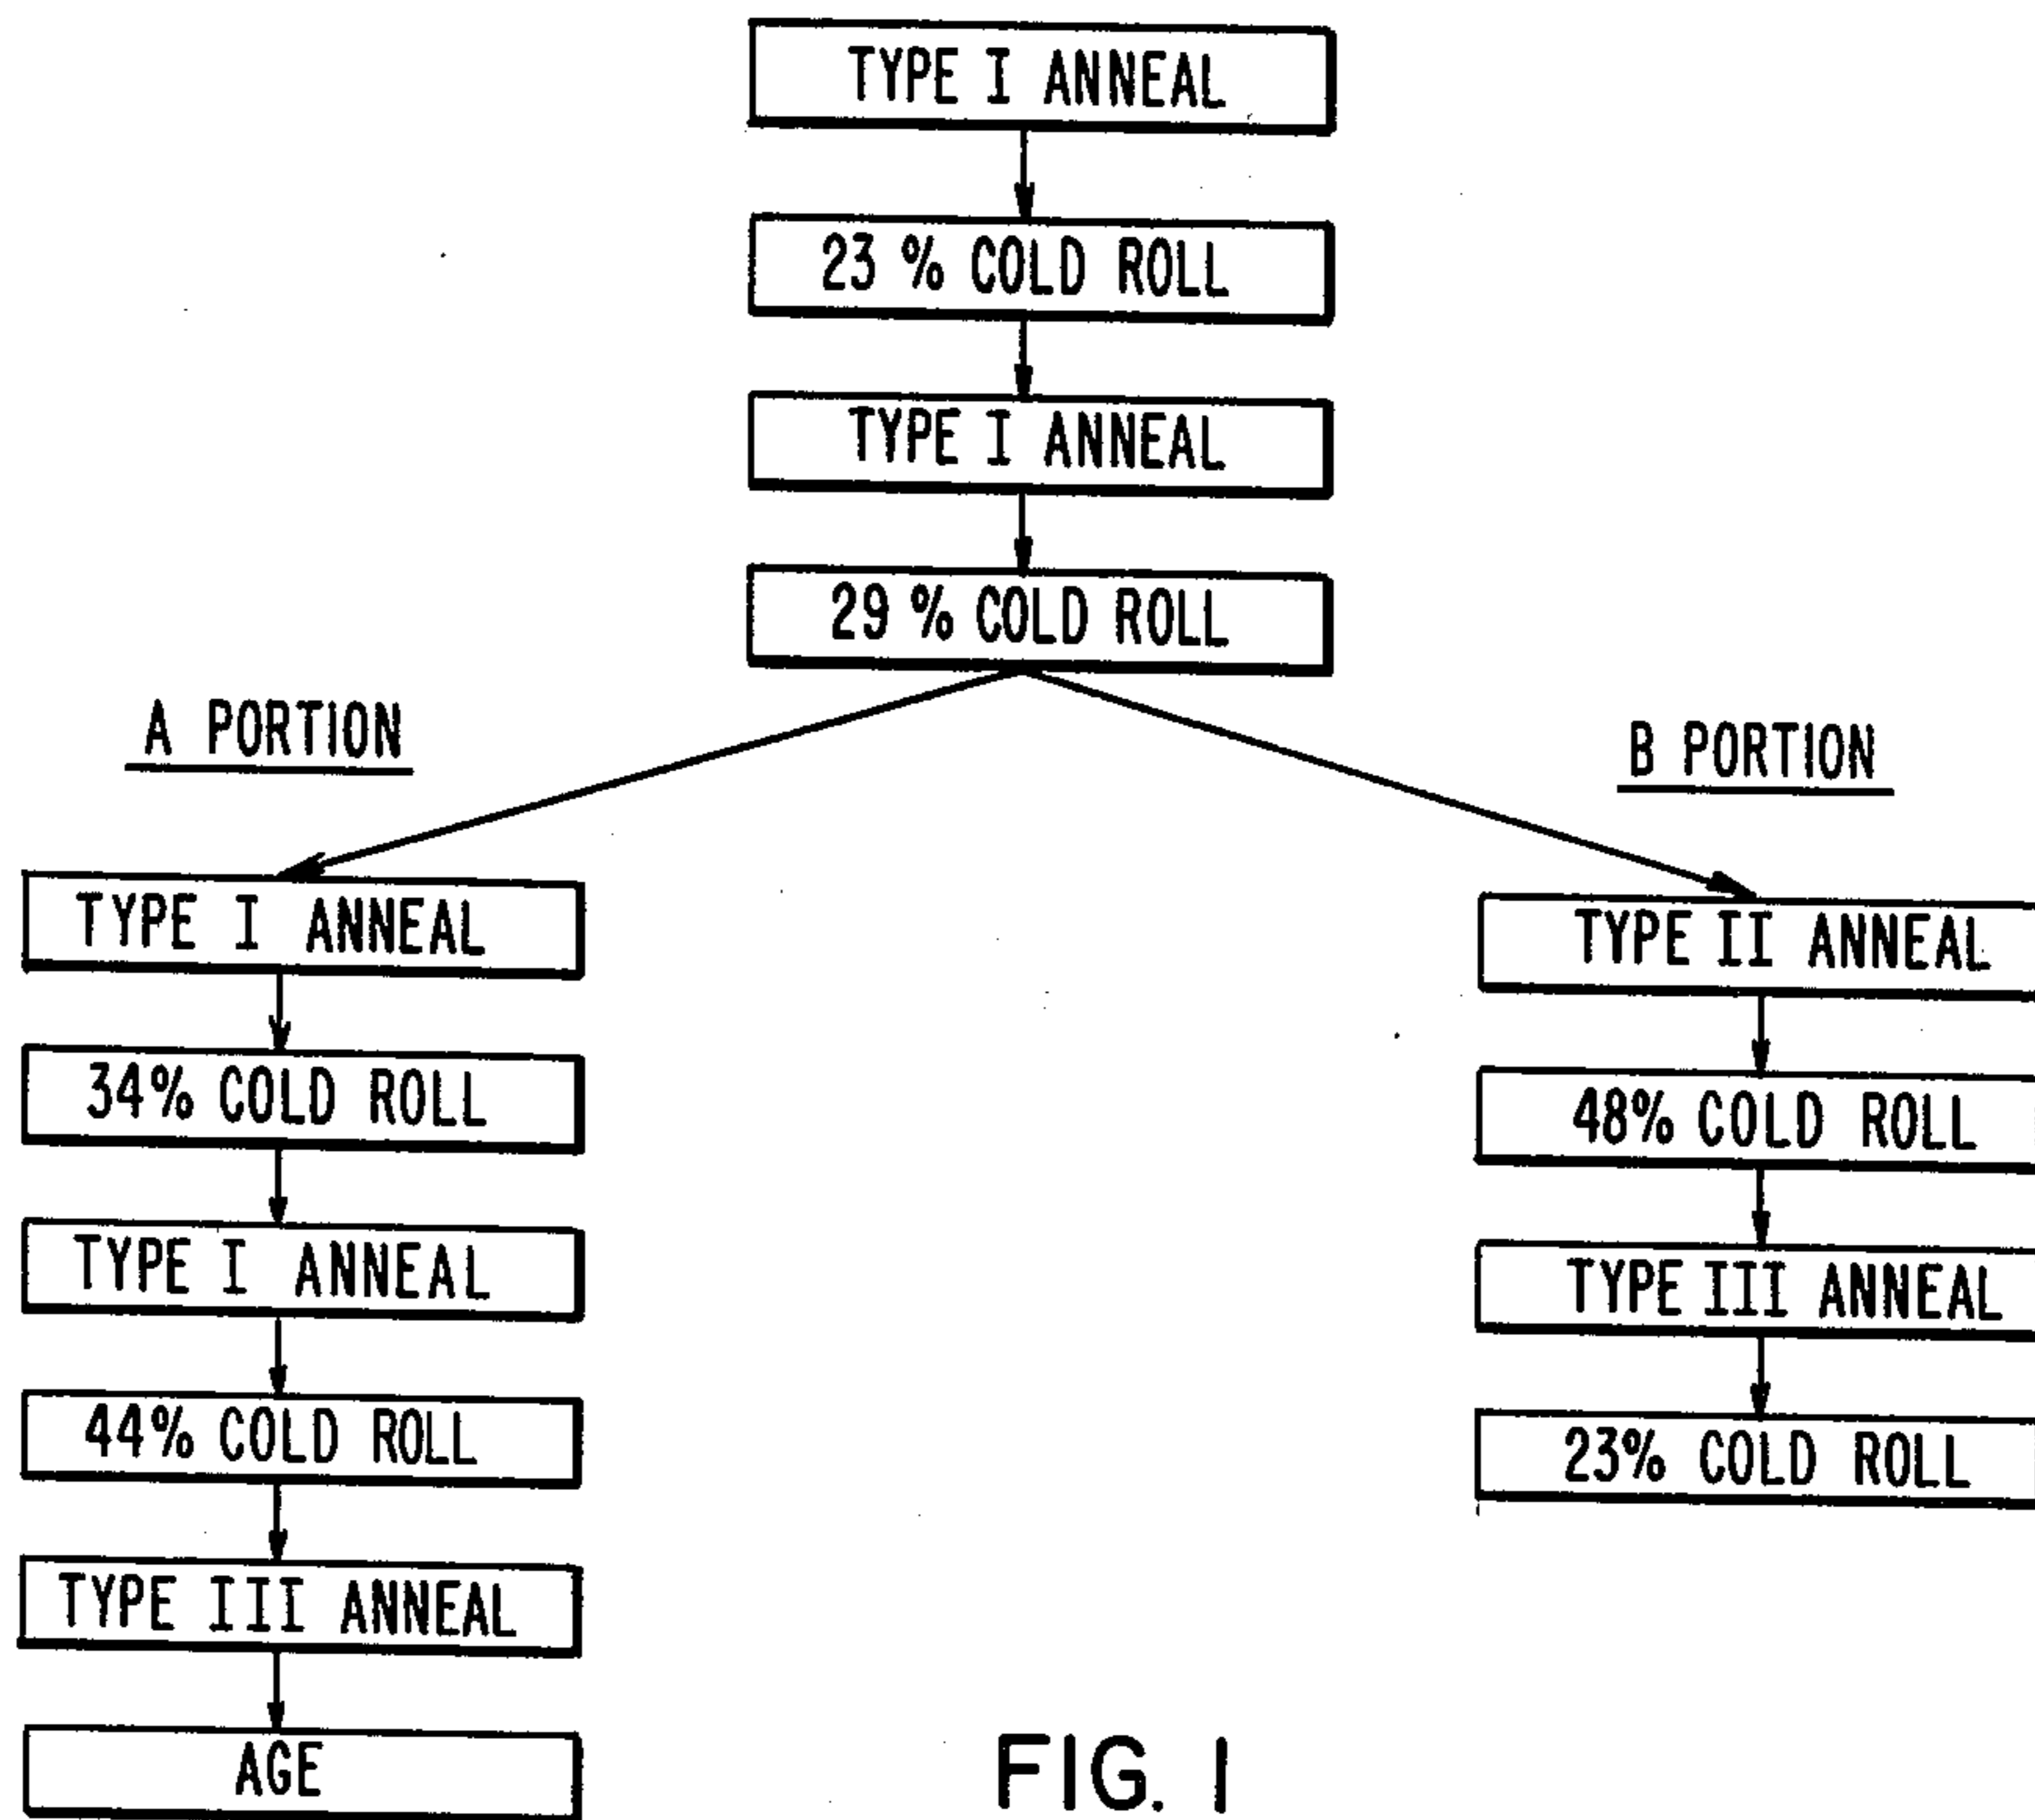 TYPE I ANNEAL
23 % COLD ROLL
TYPE I ANNEAL
29 % COLD ROLL
A PORTION
TYPE I ANNEAL
34% COLD ROLL
TYPE I ANNEAL
44% COLD ROLL
TYPE III ANNEAL
AGE
B PORTION
TYPE II ANNEAL
48% COLD ROLL
TYPE III ANNEAL
23% COLD ROLL
FIG. 1